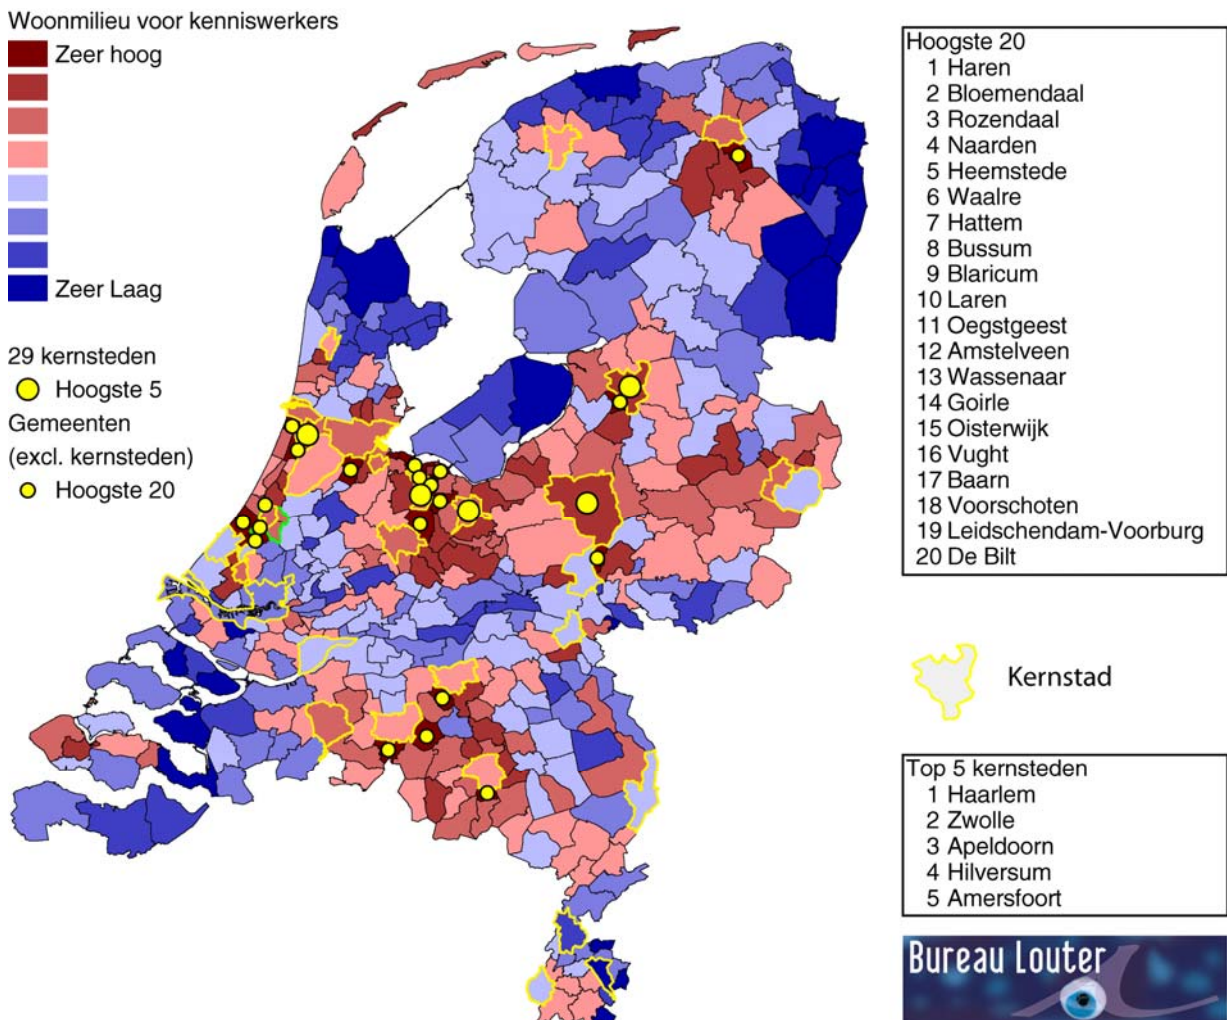 Woonmilieu voor kenniswerkers
Zeer hoog
Zeer Laag
29 kernsteden
Hoogste 5
Gemeenten
(excl. kernsteden)
Hoogste 20
Hoogste 20
1 Haren
2 Bloemendaal
3 Rozendaal
4 Naarden
5 Heemstede
6 Waalre
7 Hattem
8 Bussum
9 Blaricum
10 Laren
11 Oegstgeest
12 Amstelveen
13 Wassenaar
14 Goirle
15 Oisterwijk
16 Vught
17 Baarn
18 Voorschoten
19 Leidschendam-Voorburg
20 De Bilt
Kernstad
Top 5 kernsteden
1 Haarlem
2 Zwolle
3 Apeldoorn
4 Hilversum
5 Amersfoort
Bureau Louter